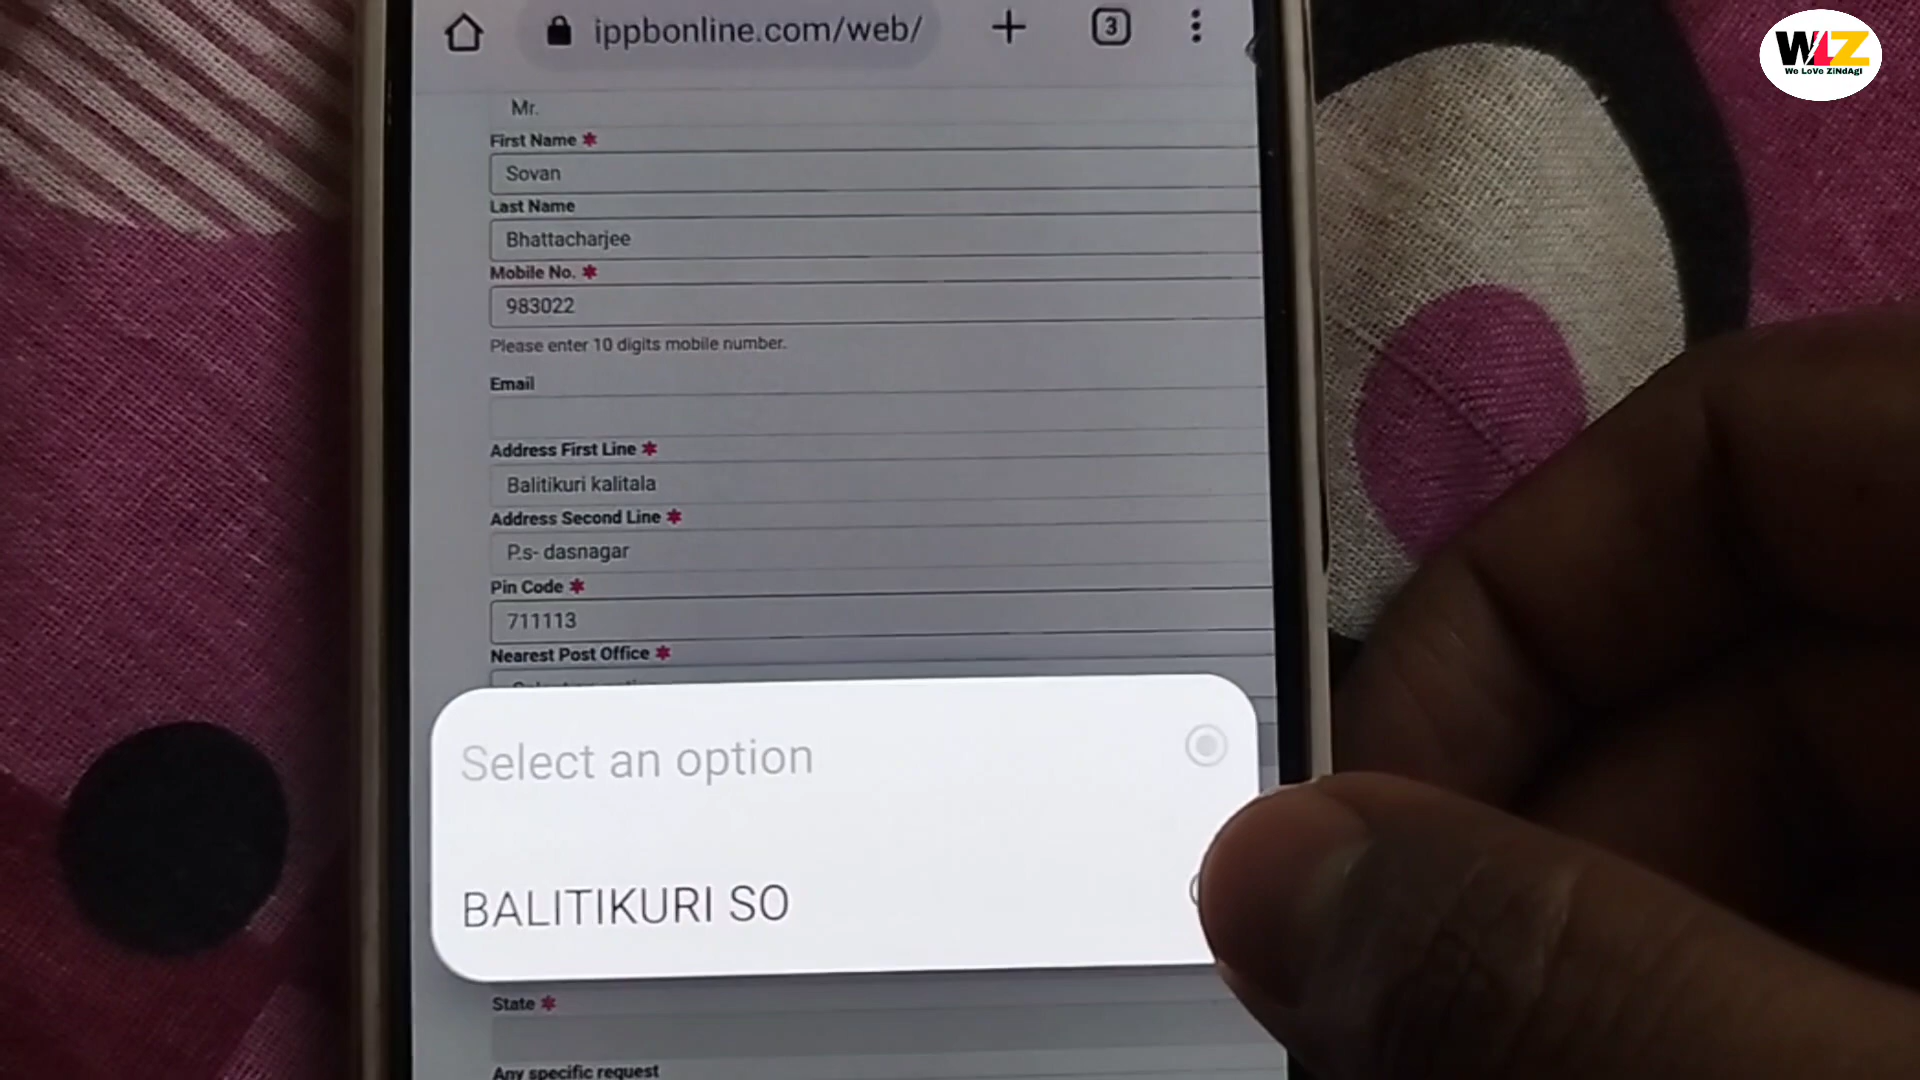 ippbonline.com/web/
3
WLZ
We LoVe ZiNdAgI
Mr.
First Name *
Sovan
Last Name
Bhattacharjee
Mobile No. *
983022
Please enter 10 digits mobile number.
Email
Address First Line *
Balitikuri kalitala
Address Second Line *
P.s- dasnagar
Pin Code *
711113
Nearest Post Office *
Select an option
BALITIKURI SO
State *
Any specific request